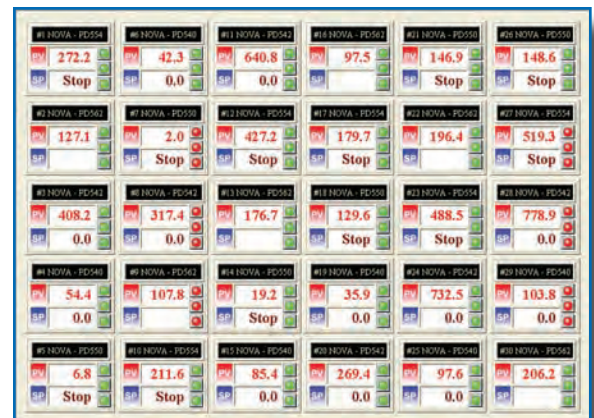 #1 NOVA - PD554 #6 NOVA - PD540 #11 NOVA - PD542 #16 NOVA - PD562 #21 NOVA - PD550 #26 NOVA - PD550
PV 272.2 PV 42.3 PV 640.8 PV 97.5 PV 146.9 PV 148.6
SP Stop SP 0.0 SP 0.0 SP SP Stop SP Stop
#2 NOVA - PD562 #7 NOVA - PD550 #12 NOVA - PD554 #17 NOVA - PD554 #22 NOVA - PD562 #27 NOVA - PD554
PV 127.1 PV 2.0 PV 427.2 PV 179.7 PV 196.4 PV 519.3
SP SP Stop SP Stop SP Stop SP SP Stop
#3 NOVA - PD542 #8 NOVA - PD542 #13 NOVA - PD562 #18 NOVA - PD550 #23 NOVA - PD554 #28 NOVA - PD542
PV 408.2 PV 317.4 PV 176.7 PV 129.6 PV 488.5 PV 778.9
SP 0.0 SP 0.0 SP SP Stop SP Stop SP 0.0
#4 NOVA - PD540 #9 NOVA - PD562 #14 NOVA - PD550 #19 NOVA - PD540 #24 NOVA - PD542 #29 NOVA - PD540
PV 54.4 PV 107.8 PV 19.2 PV 35.9 PV 732.5 PV 103.8
SP 0.0 SP SP Stop SP 0.0 SP 0.0 SP 0.0
#5 NOVA - PD550 #10 NOVA - PD554 #15 NOVA - PD540 #20 NOVA - PD542 #25 NOVA - PD540 #30 NOVA - PD562
PV 6.8 PV 211.6 PV 85.4 PV 269.4 PV 97.6 PV 206.2
SP Stop SP Stop SP 0.0 SP 0.0 SP 0.0 SP